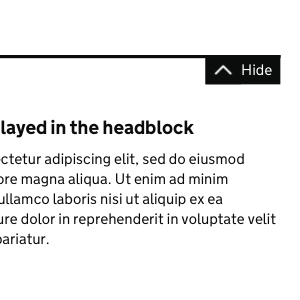 Hide
layed in the headblock
ctetur adipiscing elit, sed do eiusmod
ore magna aliqua. Ut enim ad minim
ullamco laboris nisi ut aliquip ex ea
ure dolor in reprehenderit in voluptate velit
pariatur.